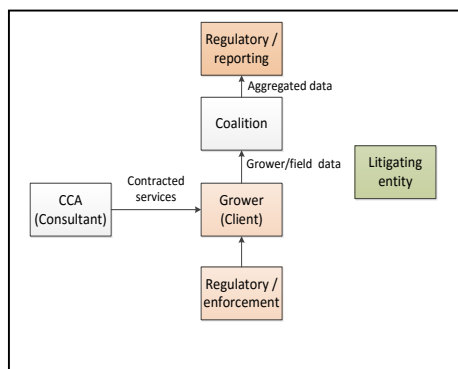 Regulatory /
reporting
Aggregated data
Coalition
Grower/field data
Litigating
entity
Contracted
services
CCA
(Consultant)
Grower
(Client)
Regulatory /
enforcement